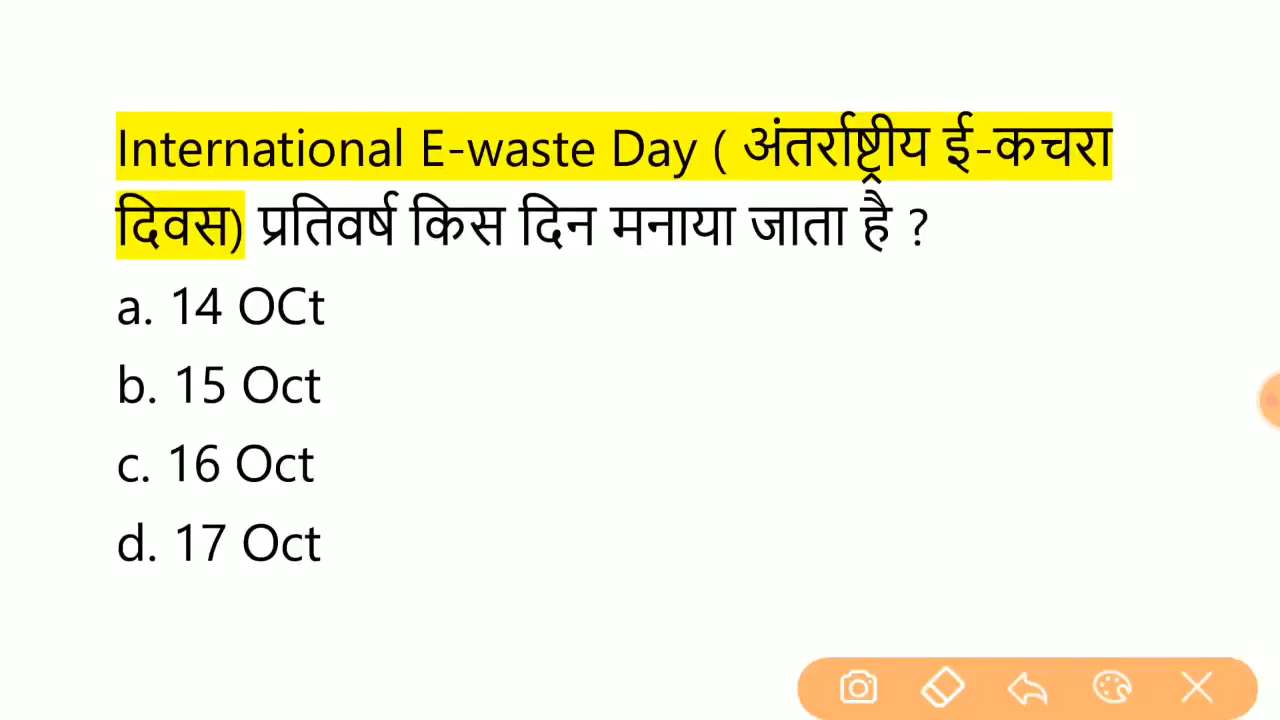 International E-waste Day ( अंतर्राष्ट्रीय ई-कचरा
दिवस) प्रतिवर्ष किस दिन मनाया जाता है ?
a. 14 OCt
b. 15 Oct
c. 16 Oct
d. 17 Oct